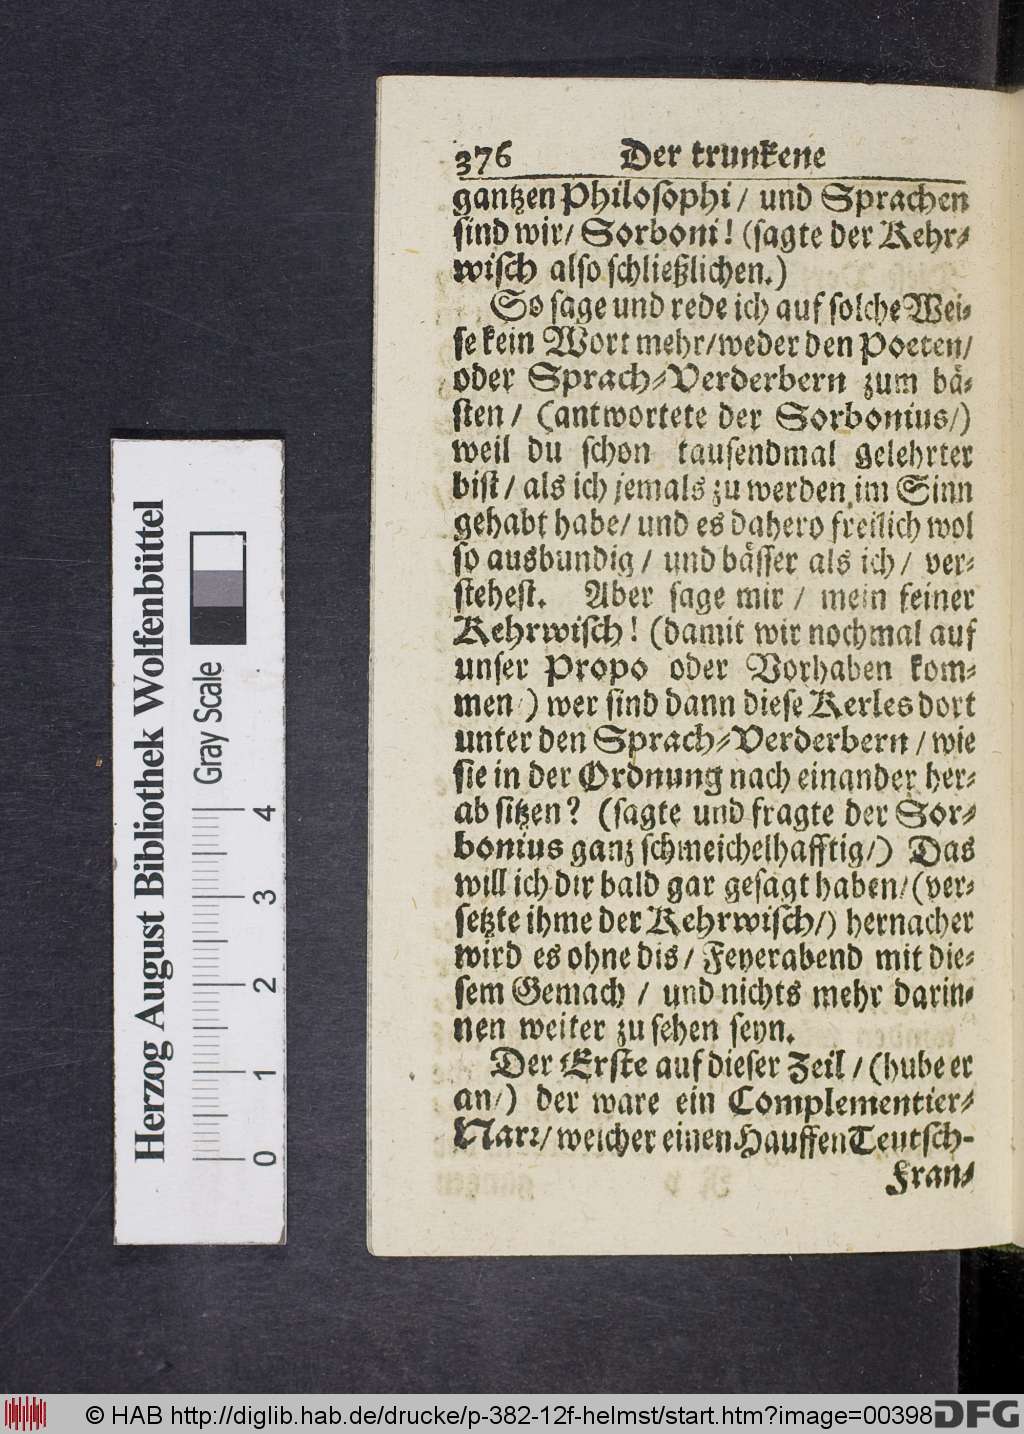 376 Der trunkene
gantzen Philosophi / und Sprachen
sind wir / Sorboni! (sagte der Kehr-
wisch also schließlichen.)
So sage und rede ich auf solche Wei-
se kein Wort mehr / weder den Poeten /
oder Sprach-Verderbern zum bä-
sten / (antwortete der Sorbonius /)
weil du schon tausendmal gelehrter
bist / als ich jemals zu werden im Sinn
gehabt habe / und es dahero freilich wol
so ausbundig / und bässer als ich / ver-
stehest. Aber sage mir / mein feiner
Kehrwisch! (damit wir nochmal auf
unser Propo oder Vorhaben kom-
men /) wer sind dann diese Kerles dort
unter den Sprach-Verderbern / wie
sie in der Ordnung nach einander her-
ab sitzen? (sagte und fragte der Sor-
bonius ganz schmeichelhafftig /) Das
will ich dir bald gar gesagt haben / (ver-
setzte ihme der Kehrwisch /) hernacher
wird es ohne dis / Feyerabend mit die-
sem Gemach / und nichts mehr darin-
nen weiter zu sehen seyn.
Der Erste auf dieser Zeil / (hube er
an /) der ware ein Complementier-
Narr / welcher einen Hauffen Teutsch-
Fran-
Herzog August Bibliothek Wolfenbüttel
Gray Scale
0 1 2 3 4
© HAB http://diglib.hab.de/drucke/p-382-12f-helmst/start.htm?image=00398
DFG